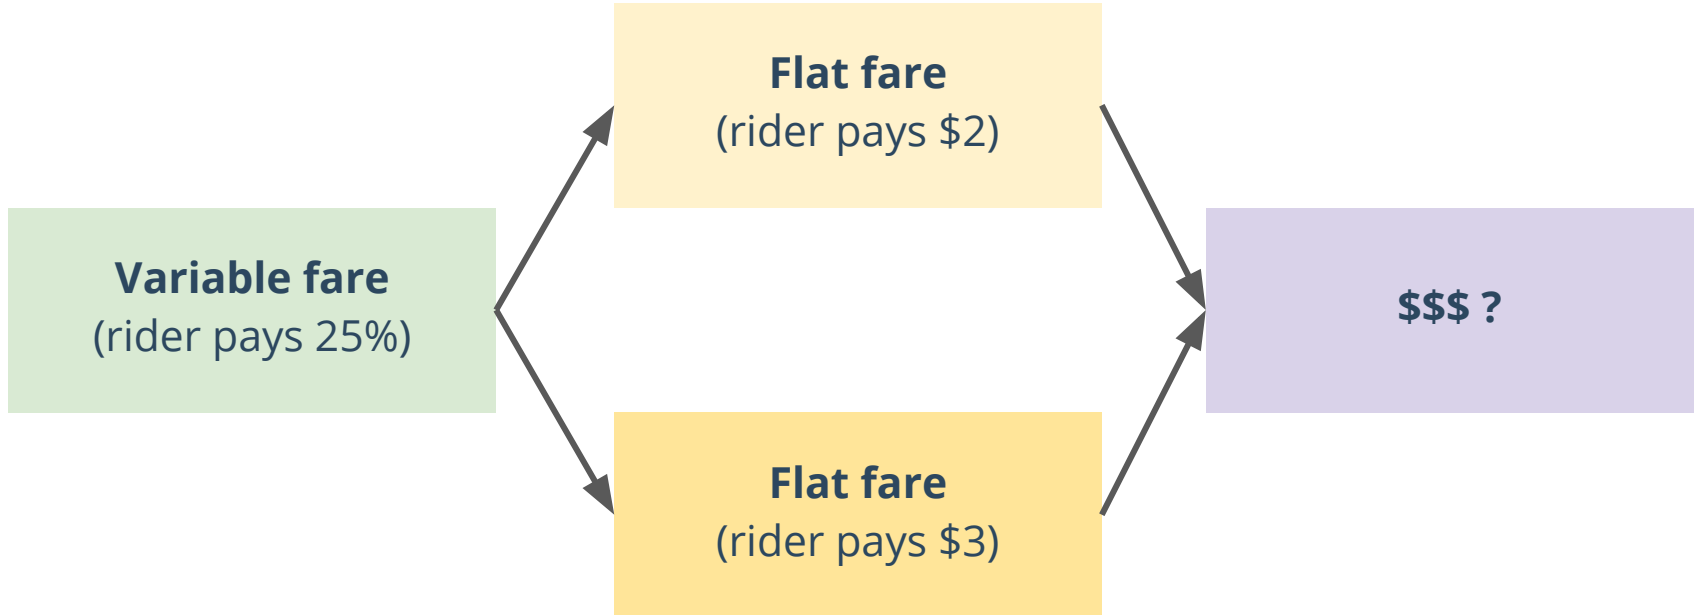 Variable fare
(rider pays 25%)
Flat fare
(rider pays $2)
Flat fare
(rider pays $3)
$$$ ?